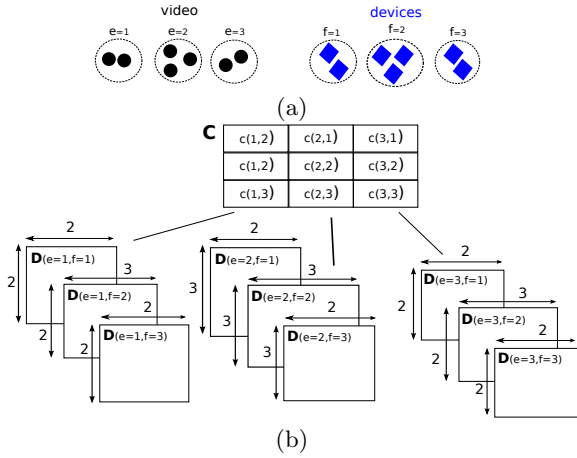 video
devices
e=1
e=2
e=3
f=1
f=2
f=3
(a)
C
c(1,2)
c(2,1)
c(3,1)
c(1,2)
c(2,2)
c(3,2)
c(1,3)
c(2,3)
c(3,3)
2
2
D(e=1,f=1)
3
2
D(e=1,f=2)
2
2
D(e=1,f=3)
2
3
D(e=2,f=1)
3
3
D(e=2,f=2)
2
3
D(e=2,f=3)
2
2
D(e=3,f=1)
3
2
D(e=3,f=2)
2
2
D(e=3,f=3)
(b)